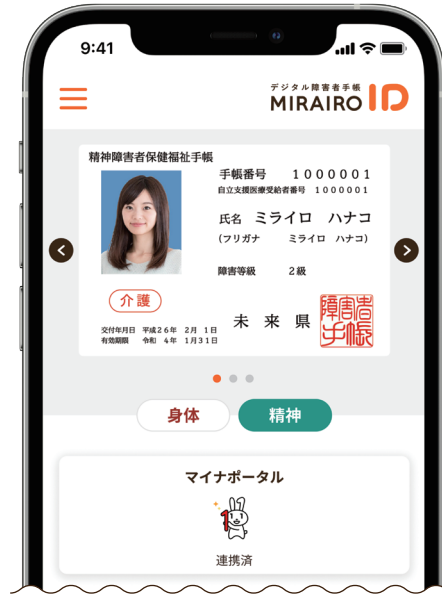 9:41
デジタル障害者手帳
MIRAIRO ID
精神障害者保健福祉手帳
手帳番号 1000001
自立支援医療受給者番号 1000001
氏名 ミライロ ハナコ
(フリガナ ミライロ ハナコ)
障害等級 2級
介護
交付年月日 平成26年 2月 1日
有効期限 令和 4年 1月31日
未来県
障害者手帳
身体
精神
マイナポータル
1
連携済